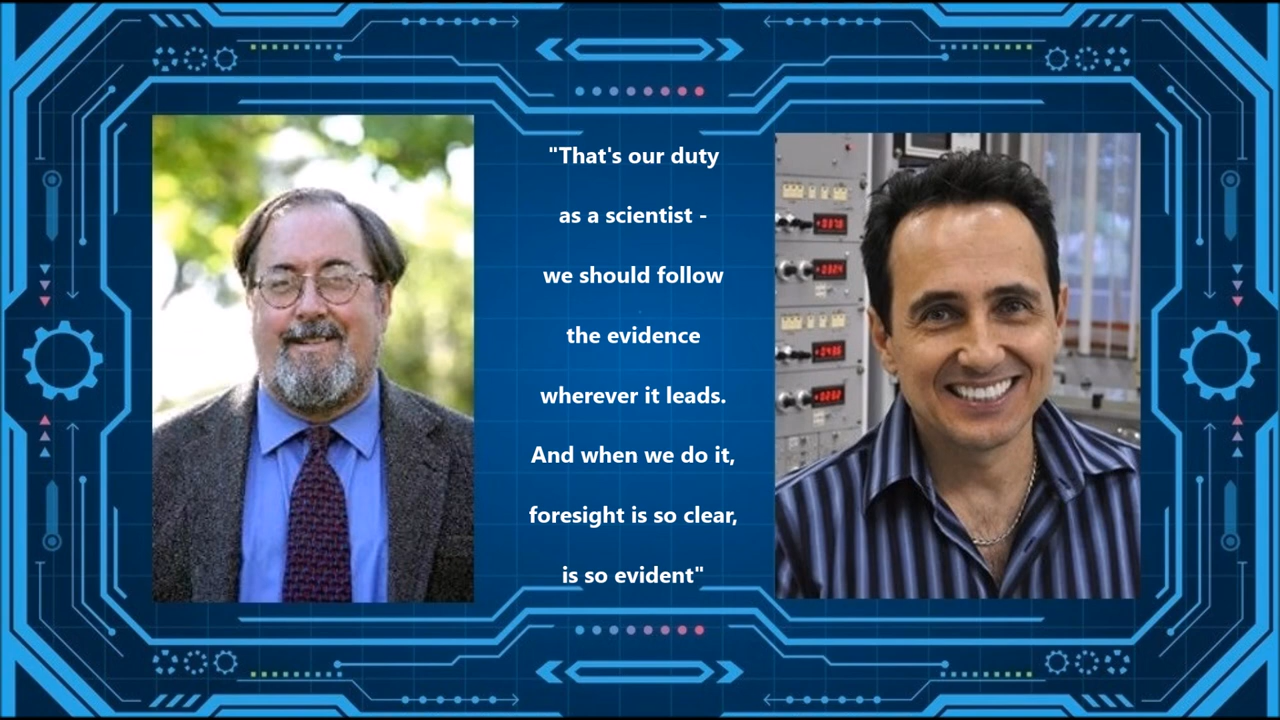 "That's our duty
as a scientist -
we should follow
the evidence
wherever it leads.
And when we do it,
foresight is so clear,
is so evident"